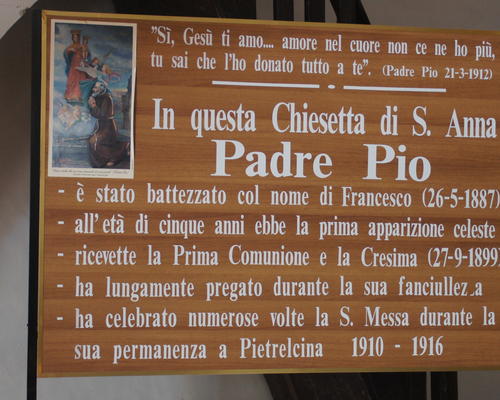 "Sì, Gesù ti amo.... amore nel cuore non ce ne ho più,
tu sai che l'ho donato tutto a te". (Padre Pio 21-3-1912)
In questa Chiesetta di S. Anna
Padre Pio
- è stato battezzato col nome di Francesco (26-5-1887)
- all'età di cinque anni ebbe la prima apparizione celeste
- ricevette la Prima Comunione e la Cresima (27-9-1899)
- ha lungamente pregato durante la sua fanciullez.a
- ha celebrato numerose volte la S. Messa durante la
sua permanenza a Pietrelcina 1910 - 1916